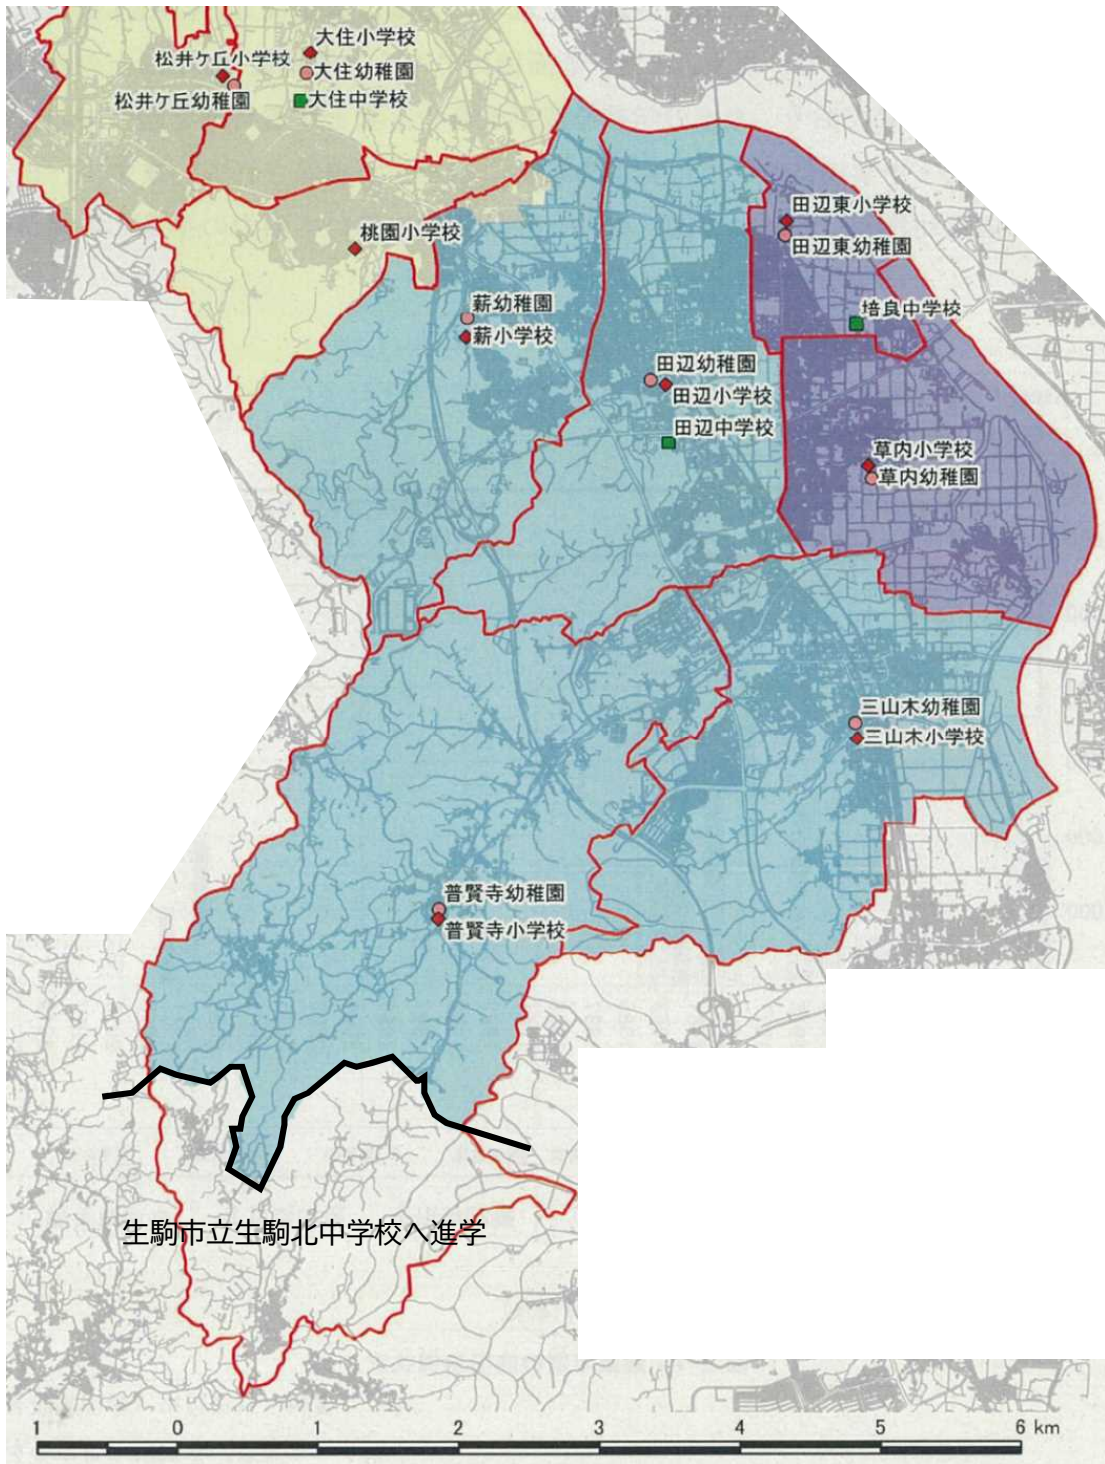 大住小学校
松井ケ丘小学校
大住幼稚園
松井ケ丘幼稚園
大住中学校
田辺東小学校
桃園小学校
田辺東幼稚園
薪幼稚園
培良中学校
薪小学校
田辺幼稚園
田辺小学校
田辺中学校
草内小学校
草内幼稚園
三山木幼稚園
三山木小学校
普賢寺幼稚園
普賢寺小学校
生駒市立生駒北中学校へ進学
1 0 1 2 3 4 5 6 km